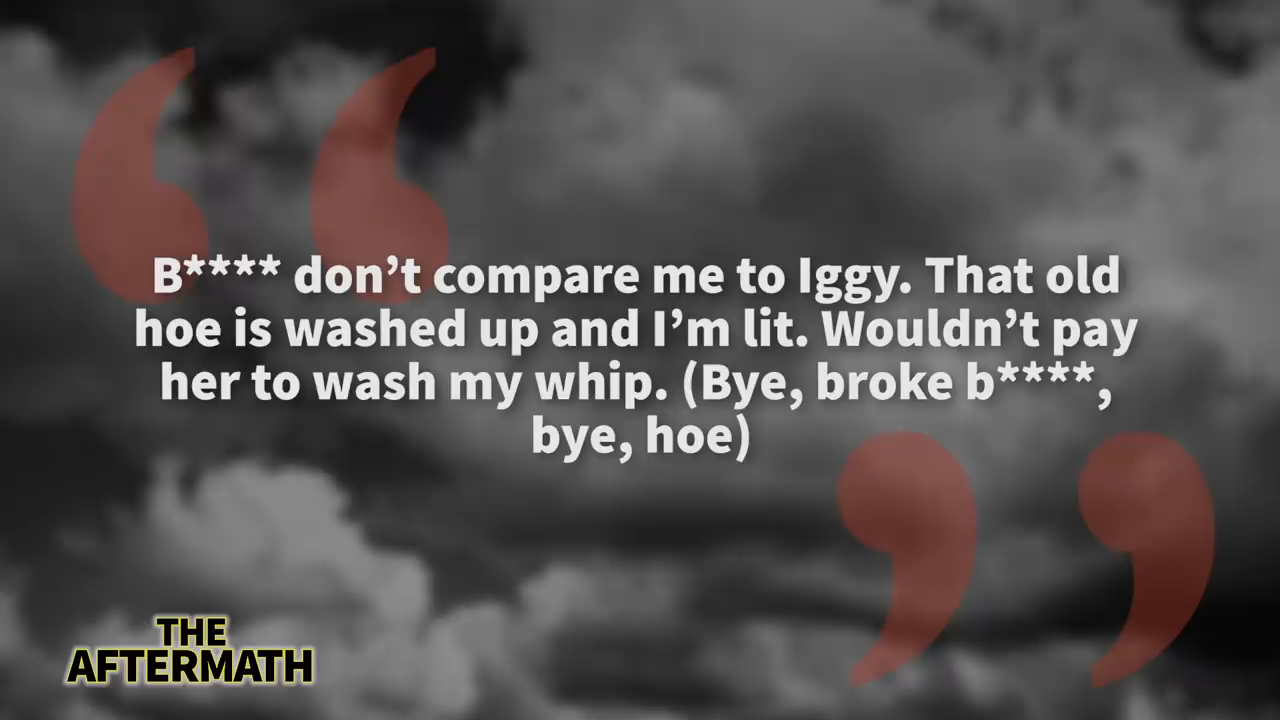 B**** don’t compare me to Iggy. That old
hoe is washed up and I’m lit. Wouldn’t pay
her to wash my whip. (Bye, broke b****,
bye, hoe)
THE
AFTERMATH